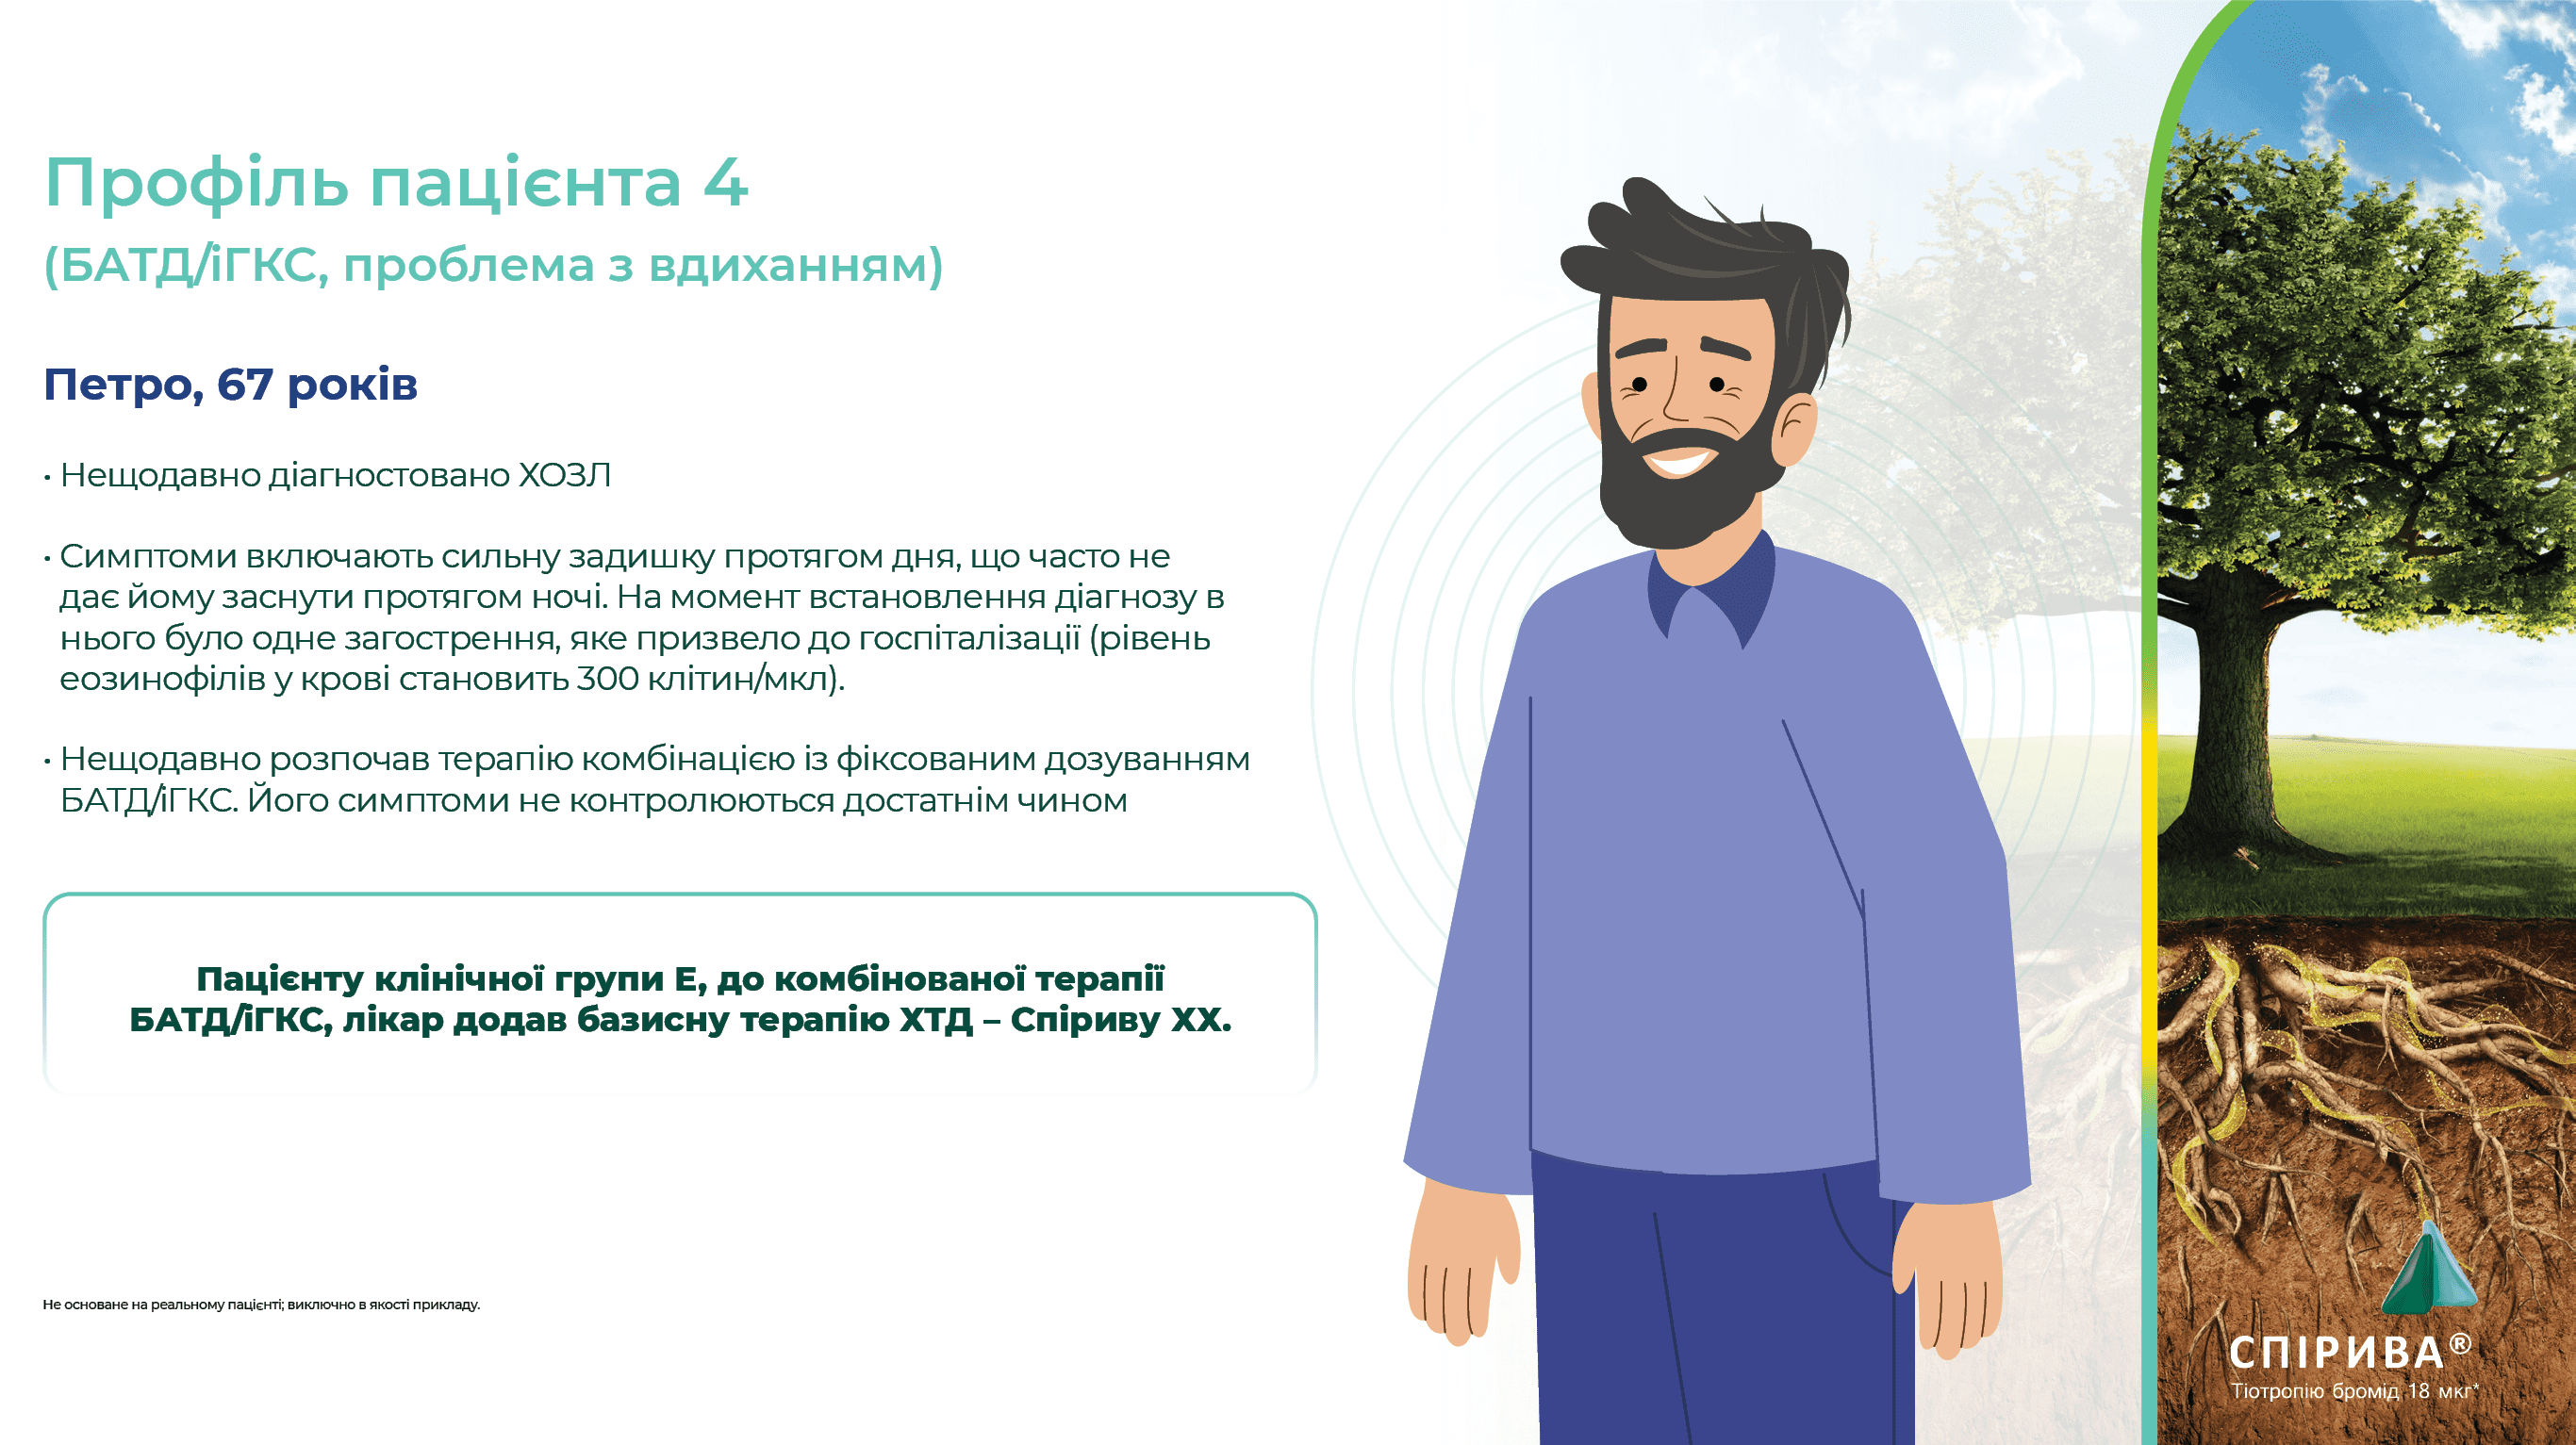 Профіль пацієнта 4
(БАТД/іГКС, проблема з вдиханням)
Петро, 67 років
· Нещодавно діагностовано ХОЗЛ
· Симптоми включають сильну задишку протягом дня, що часто не
дає йому заснути протягом ночі. На момент встановлення діагнозу в
нього було одне загострення, яке призвело до госпіталізації (рівень
еозинофілів у крові становить 300 клітин/мкл).
· Нещодавно розпочав терапію комбінацією із фіксованим дозуванням
БАТД/іГКС. Його симптоми не контролюються достатнім чином
Пацієнту клінічної групи Е, до комбінованої терапії
БАТД/іГКС, лікар додав базисну терапію ХТД – Спіриву ХХ.
Не основане на реальному пацієнті; виключно в якості прикладу.
СПІРИВА®
Тіотропію бромід 18 мкг*